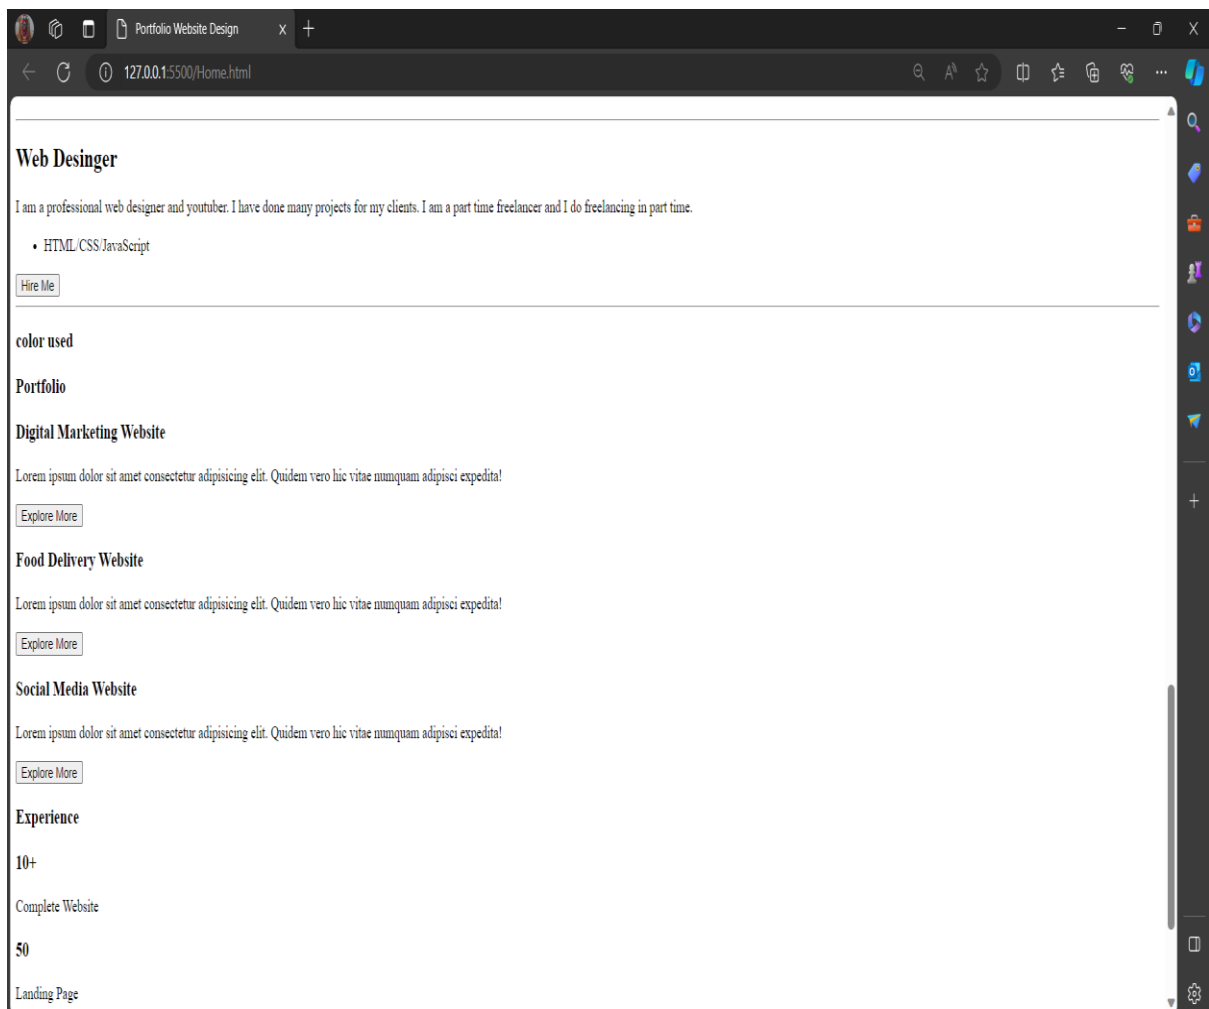 Portfolio Website Design
127.0.0.1:5500/Home.html
Web Desinger
I am a professional web designer and youtuber. I have done many projects for my clients. I am a part time freelancer and I do freelancing in part time.
• HTML/CSS/JavaScript
Hire Me
color used
Portfolio
Digital Marketing Website
Lorem ipsum dolor sit amet consectetur adipisicing elit. Quidem vero hic vitae numquam adipisci expedita!
Explore More
Food Delivery Website
Lorem ipsum dolor sit amet consectetur adipisicing elit. Quidem vero hic vitae numquam adipisci expedita!
Explore More
Social Media Website
Lorem ipsum dolor sit amet consectetur adipisicing elit. Quidem vero hic vitae numquam adipisci expedita!
Explore More
Experience
10+
Complete Website
50
Landing Page